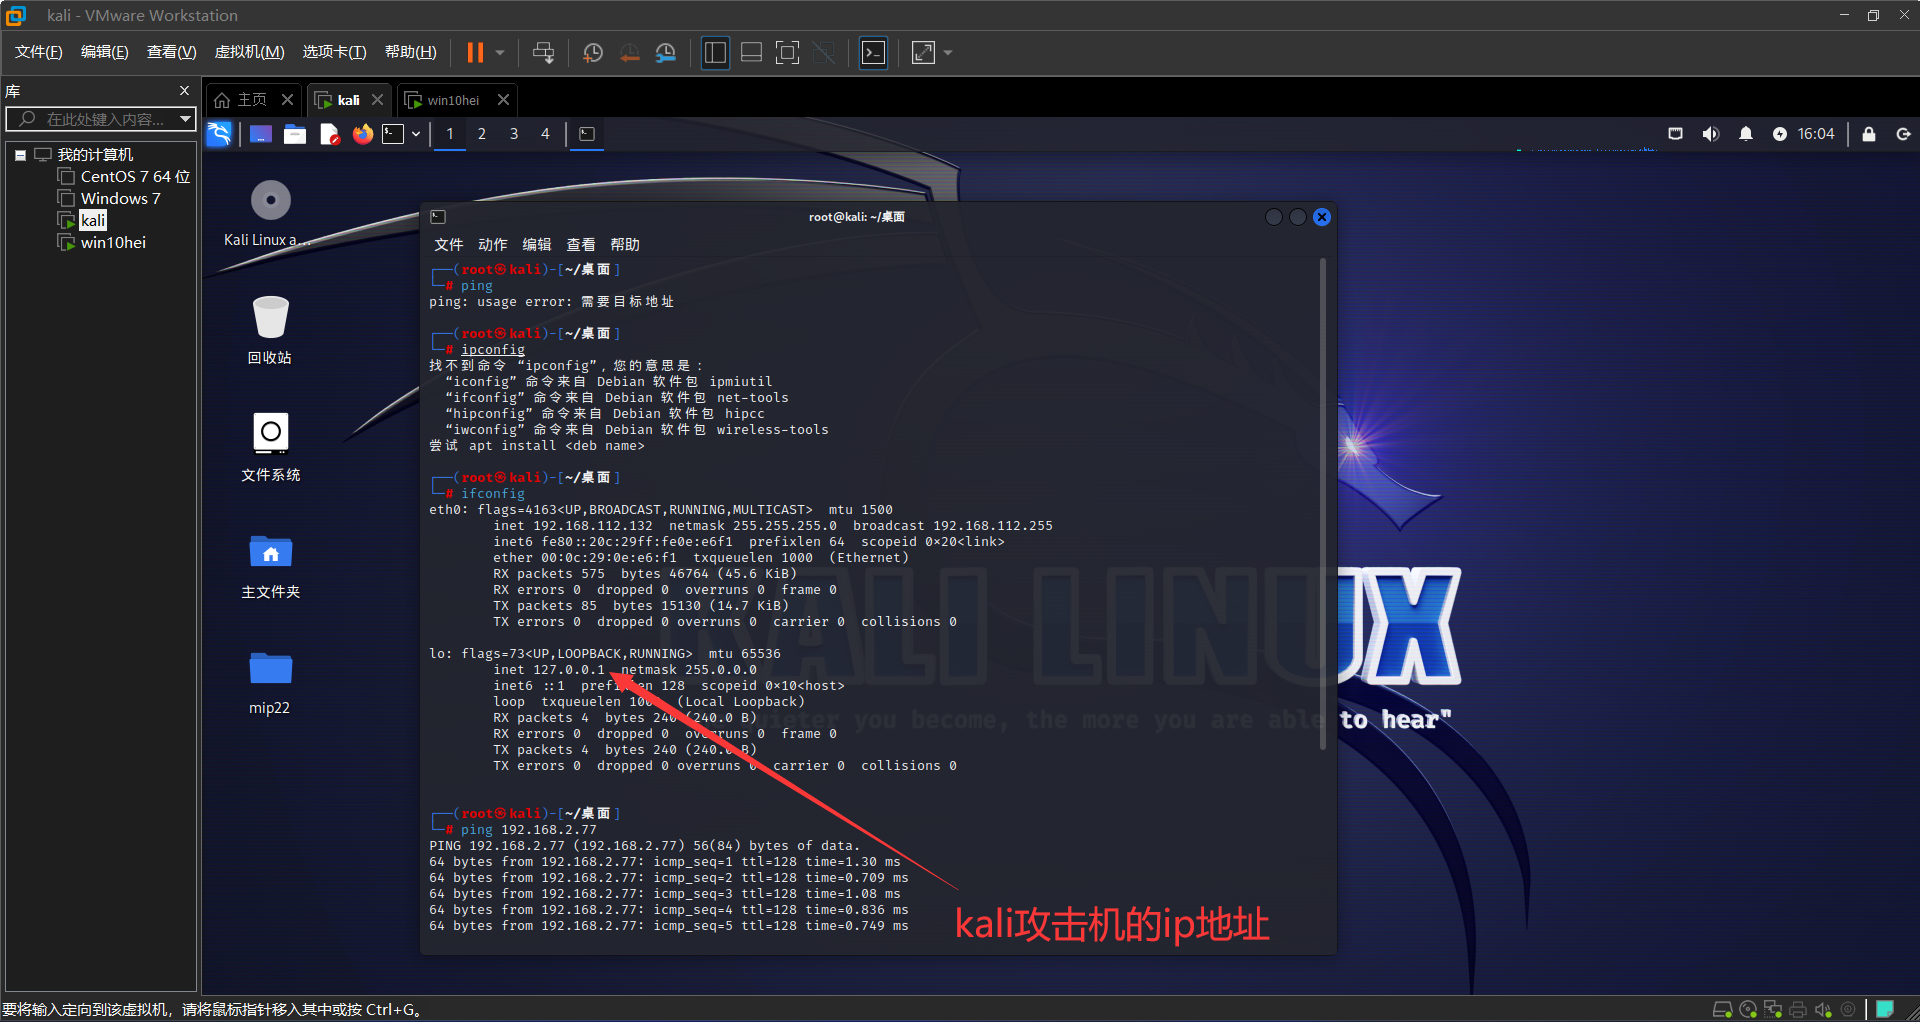 kali - VMware Workstation
文件(F) 编辑(E) 查看(V) 虚拟机(M) 选项卡(T) 帮助(H)
库
主页 kali win10hei
在此处键入内容...
1 2 3 4 16:04
我的计算机
CentOS 7 64 位
Windows 7
kali
win10hei
Kali Linux a...
回收站
文件系统
主文件夹
mip22
root@kali: ~/桌面
文件 动作 编辑 查看 帮助
┌──(root㉿kali)-[~/桌面]
└─# ping
ping: usage error: 需要目标地址
┌──(root㉿kali)-[~/桌面]
└─# ipconfig
找不到命令 “ipconfig”，您的意思是：
“iconfig” 命令来自 Debian 软件包 ipmiutil
“ifconfig” 命令来自 Debian 软件包 net-tools
“hipconfig” 命令来自 Debian 软件包 hipcc
“iwconfig” 命令来自 Debian 软件包 wireless-tools
尝试 apt install <deb name>
┌──(root㉿kali)-[~/桌面]
└─# ifconfig
eth0: flags=4163<UP,BROADCAST,RUNNING,MULTICAST>  mtu 1500
inet 192.168.112.132  netmask 255.255.255.0  broadcast 192.168.112.255
inet6 fe80::20c:29ff:fe0e:e6f1  prefixlen 64  scopeid 0×20<link>
ether 00:0c:29:0e:e6:f1  txqueuelen 1000  (Ethernet)
RX packets 575  bytes 46764 (45.6 KiB)
RX errors 0  dropped 0  overruns 0  frame 0
TX packets 85  bytes 15130 (14.7 KiB)
TX errors 0  dropped 0 overruns 0  carrier 0  collisions 0
lo: flags=73<UP,LOOPBACK,RUNNING>  mtu 65536
inet 127.0.0.1  netmask 255.0.0.0
inet6 ::1  prefixlen 128  scopeid 0×10<host>
loop  txqueuelen 1000  (Local Loopback)
RX packets 4  bytes 240 (240.0 B)
RX errors 0  dropped 0  overruns 0  frame 0
TX packets 4  bytes 240 (240.0 B)
TX errors 0  dropped 0 overruns 0  carrier 0  collisions 0
┌──(root㉿kali)-[~/桌面]
└─# ping 192.168.2.77
PING 192.168.2.77 (192.168.2.77) 56(84) bytes of data.
64 bytes from 192.168.2.77: icmp_seq=1 ttl=128 time=1.30 ms
64 bytes from 192.168.2.77: icmp_seq=2 ttl=128 time=0.709 ms
64 bytes from 192.168.2.77: icmp_seq=3 ttl=128 time=1.08 ms
64 bytes from 192.168.2.77: icmp_seq=4 ttl=128 time=0.836 ms
64 bytes from 192.168.2.77: icmp_seq=5 ttl=128 time=0.749 ms
kali攻击机的ip地址
KALI LINUX
you become, the more you are able to hear"
要将输入定向到该虚拟机，请将鼠标指针移入其中或按 Ctrl+G。